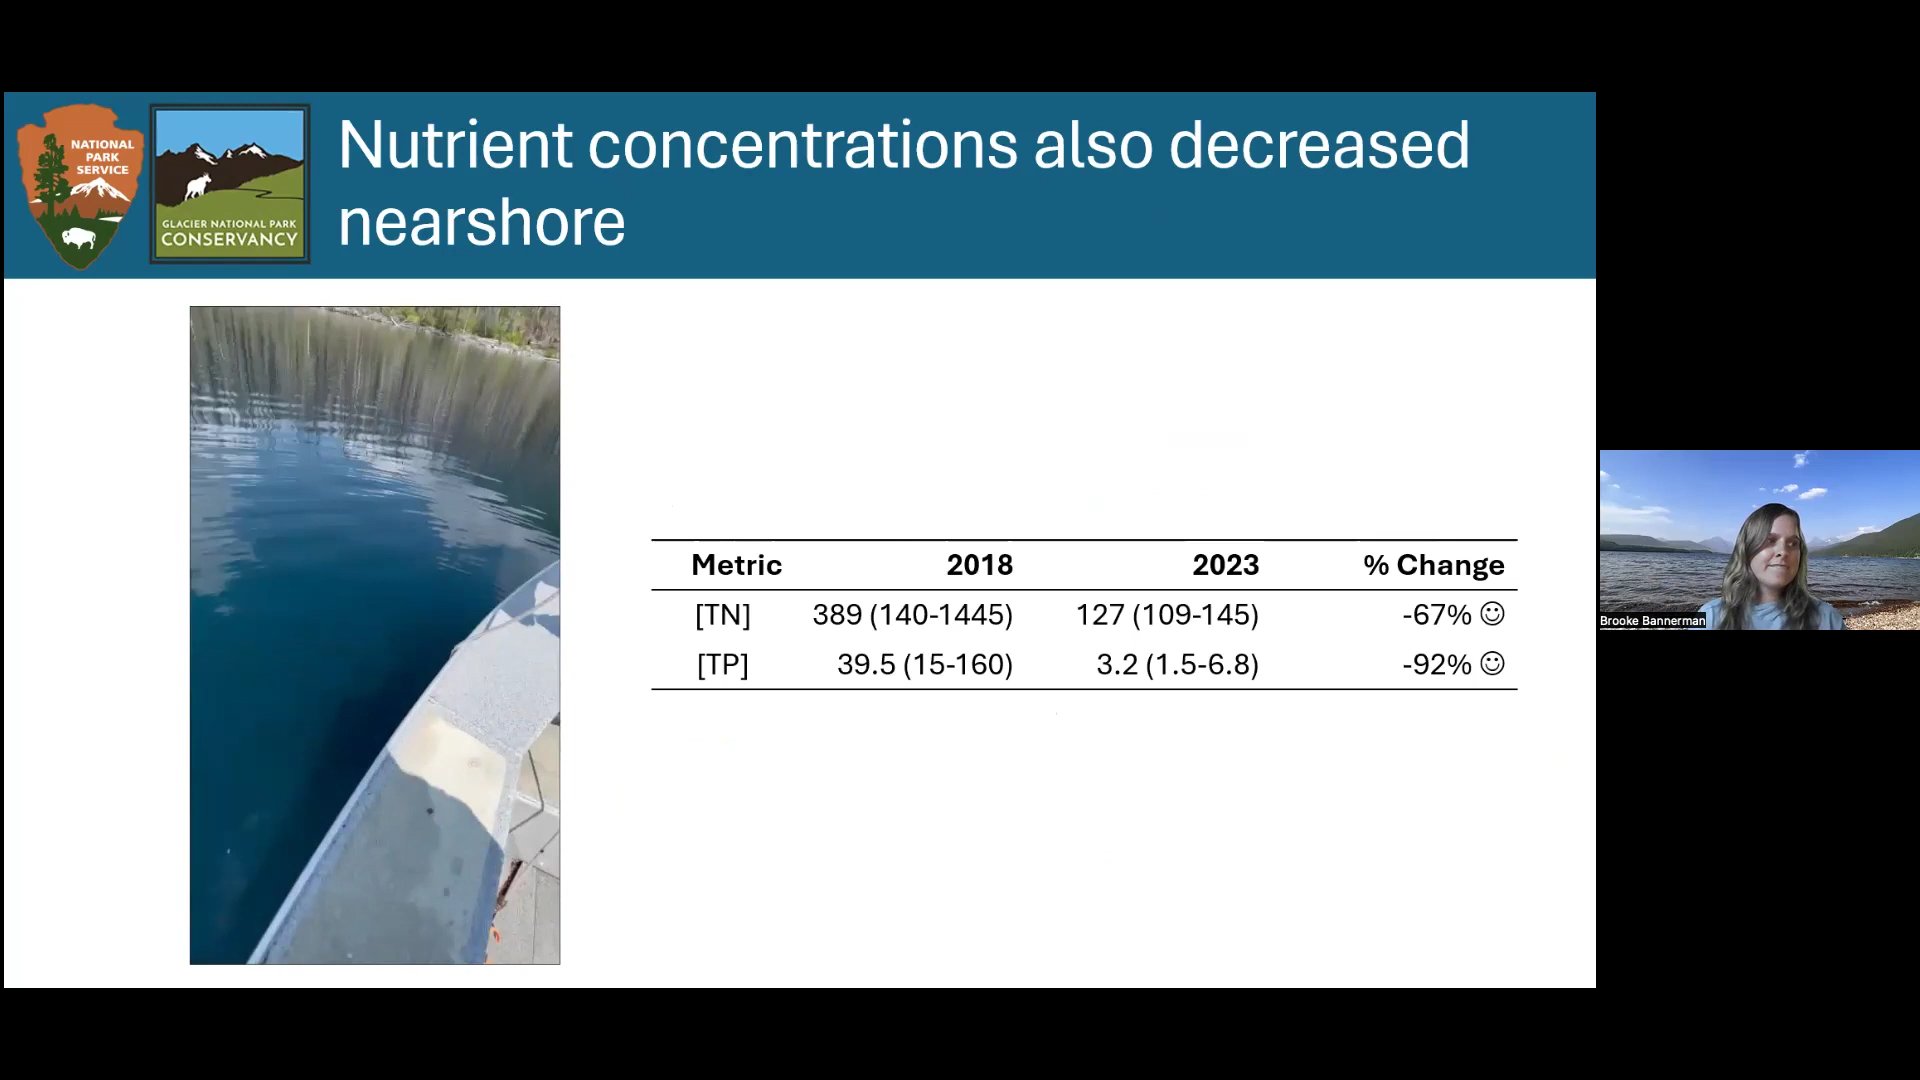 NATIONAL
PARK
SERVICE
GLACIER NATIONAL PARK
CONSERVANCY
Nutrient concentrations also decreased
nearshore
Metric 2018 2023 % Change
[TN] 389 (140-1445) 127 (109-145) -67% ☺
[TP] 39.5 (15-160) 3.2 (1.5-6.8) -92% ☺
Brooke Bannerman